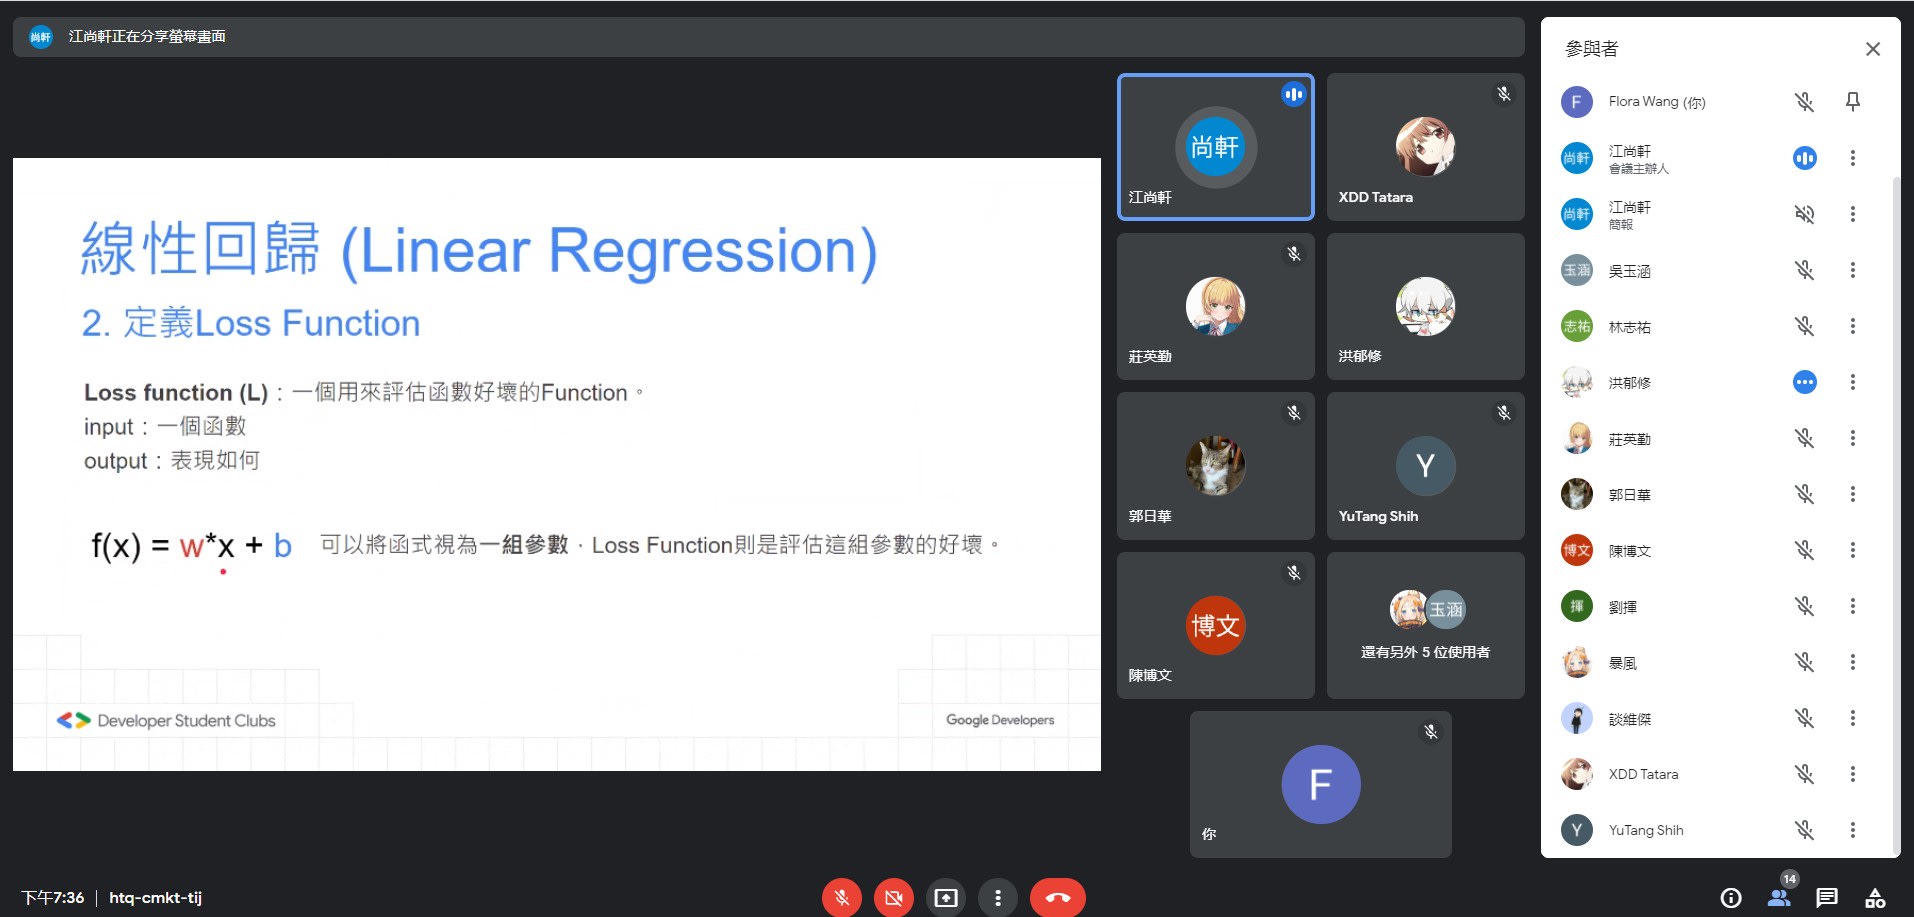 尚軒 江尚軒正在分享螢幕畫面
線性回歸 (Linear Regression)
2. 定義Loss Function
Loss function (L)：一個用來評估函數好壞的Function。
input：一個函數
output：表現如何
f(x) = w*x + b 可以將函式視為一組參數，Loss Function則是評估這組參數的好壞。
Developer Student Clubs
Google Developers
尚軒
江尚軒
XDD Tatara
莊英勤
洪郁修
郭日華
Y
YuTang Shih
博文
陳博文
玉涵
還有另外 5 位使用者
F
你
參與者
F Flora Wang (你)
尚軒 江尚軒
會議主辦人
尚軒 江尚軒
簡報
玉涵 吳玉涵
志祐 林志祐
洪郁修
莊英勤
郭日華
博文 陳博文
揮 劉揮
暴風
談維傑
XDD Tatara
Y YuTang Shih
下午7:36 | htq-cmkt-tij
14